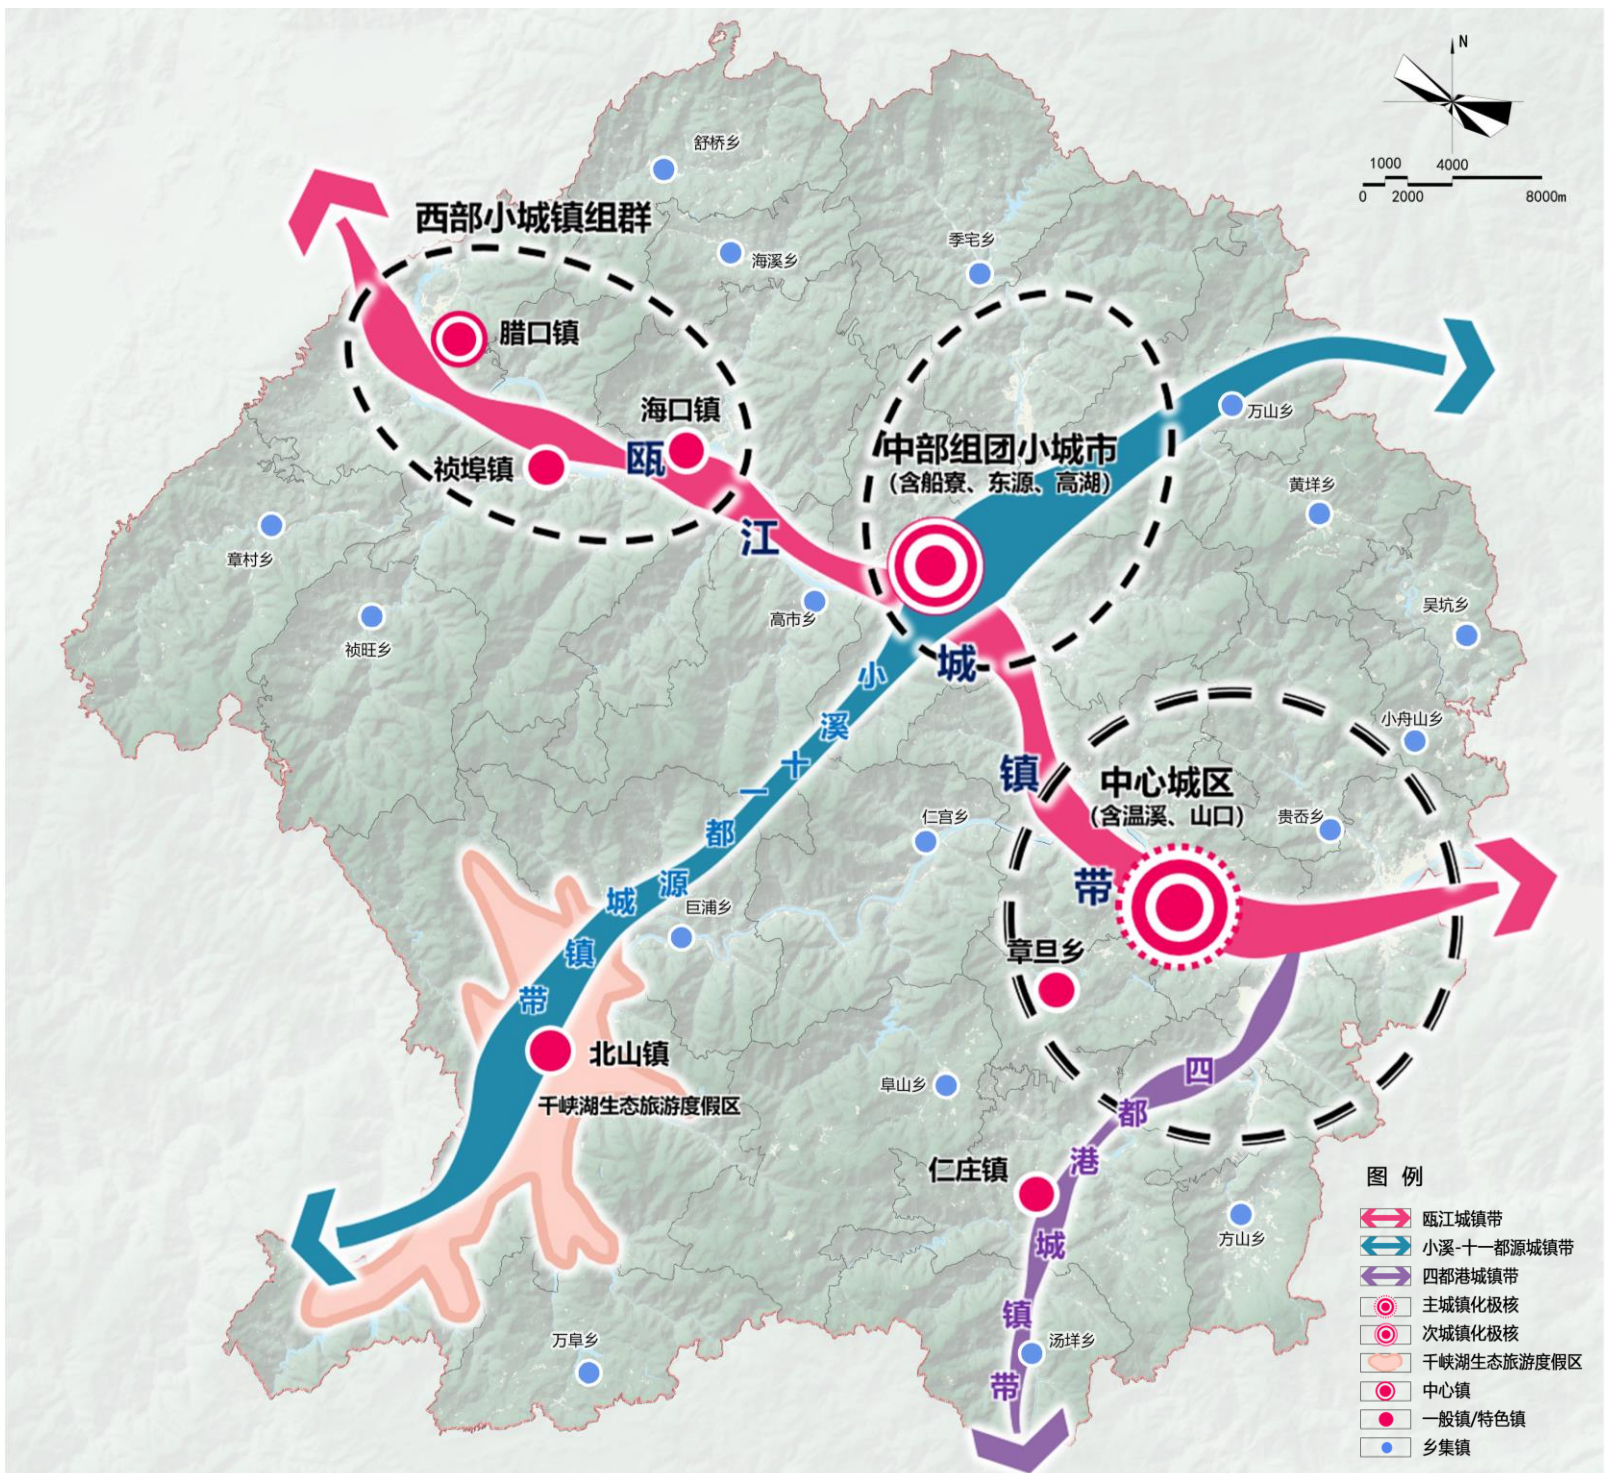 N
1000 4000
0 2000 8000m
舒桥乡
西部小城镇组群
海溪乡
季宅乡
腊口镇
海口镇
祯埠镇
万山乡
中部组团小城市
(含船寮、东源、高湖)
黄垟乡
章村乡
祯旺乡
高市乡
吴坑乡
小舟山乡
瓯江城镇带
中心城区
(含温溪、山口)
贵岙乡
仁宫乡
小溪十一都源城镇带
巨浦乡
章旦乡
北山镇
千峡湖生态旅游度假区
阜山乡
四都港城镇带
仁庄镇
方山乡
万阜乡
汤垟乡
图 例
瓯江城镇带
小溪-十一都源城镇带
四都港城镇带
主城镇化极核
次城镇化极核
千峡湖生态旅游度假区
中心镇
一般镇/特色镇
乡集镇